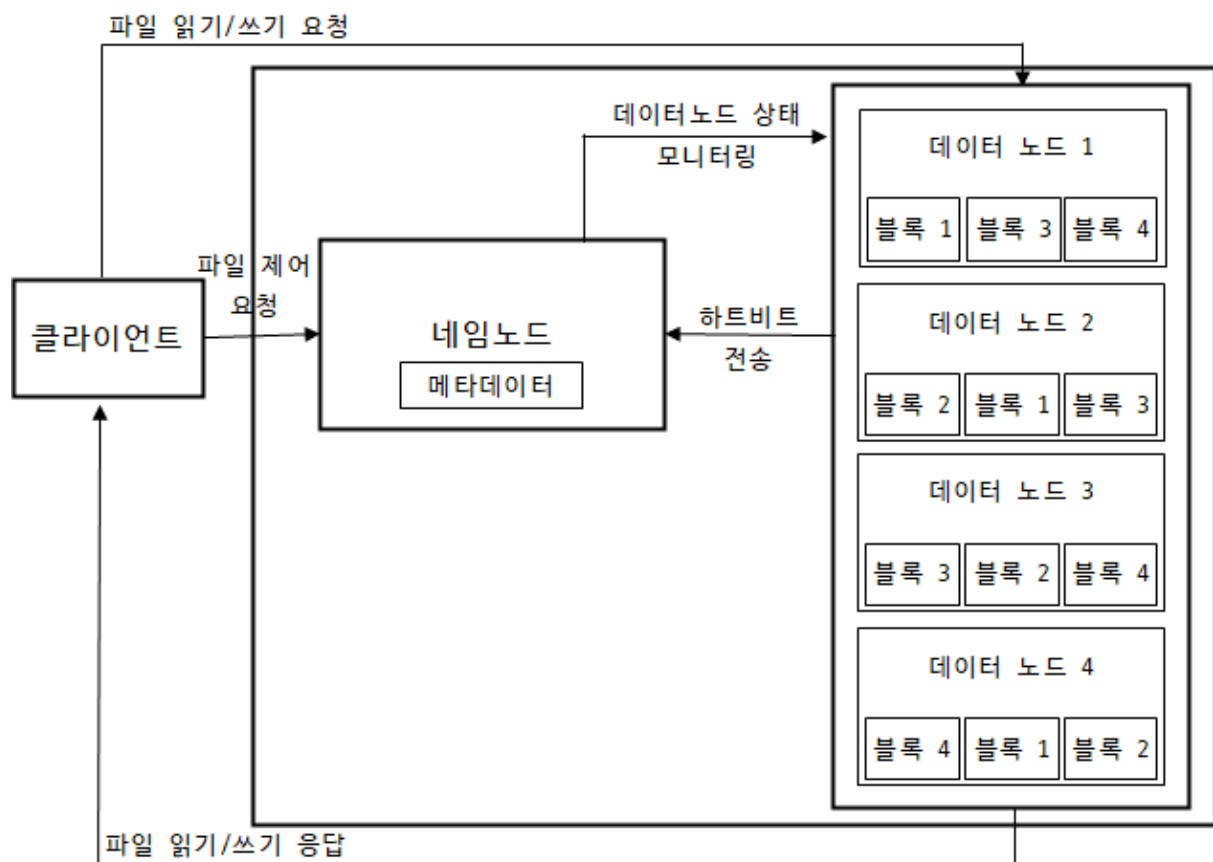 파일 읽기/쓰기 요청
데이터노드 상태
모니터링
데이터 노드 1
블록 1
블록 3
블록 4
파일 제어
요청
클라이언트
네임노드
메타데이터
하트비트
전송
데이터 노드 2
블록 2
블록 1
블록 3
데이터 노드 3
블록 3
블록 2
블록 4
데이터 노드 4
블록 4
블록 1
블록 2
파일 읽기/쓰기 응답